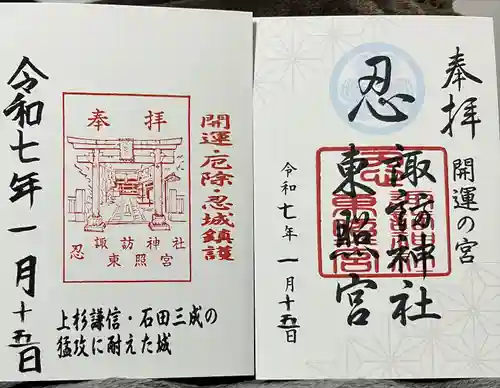 開運・厄除・忍城鎮護
奉拝
忍 諏訪神社
東照宮
令和七年一月十五日
上杉謙信・石田三成の
猛攻に耐えた城
奉拝
開運の宮
忍
諏訪神社
東照宮
令和七年一月十五日